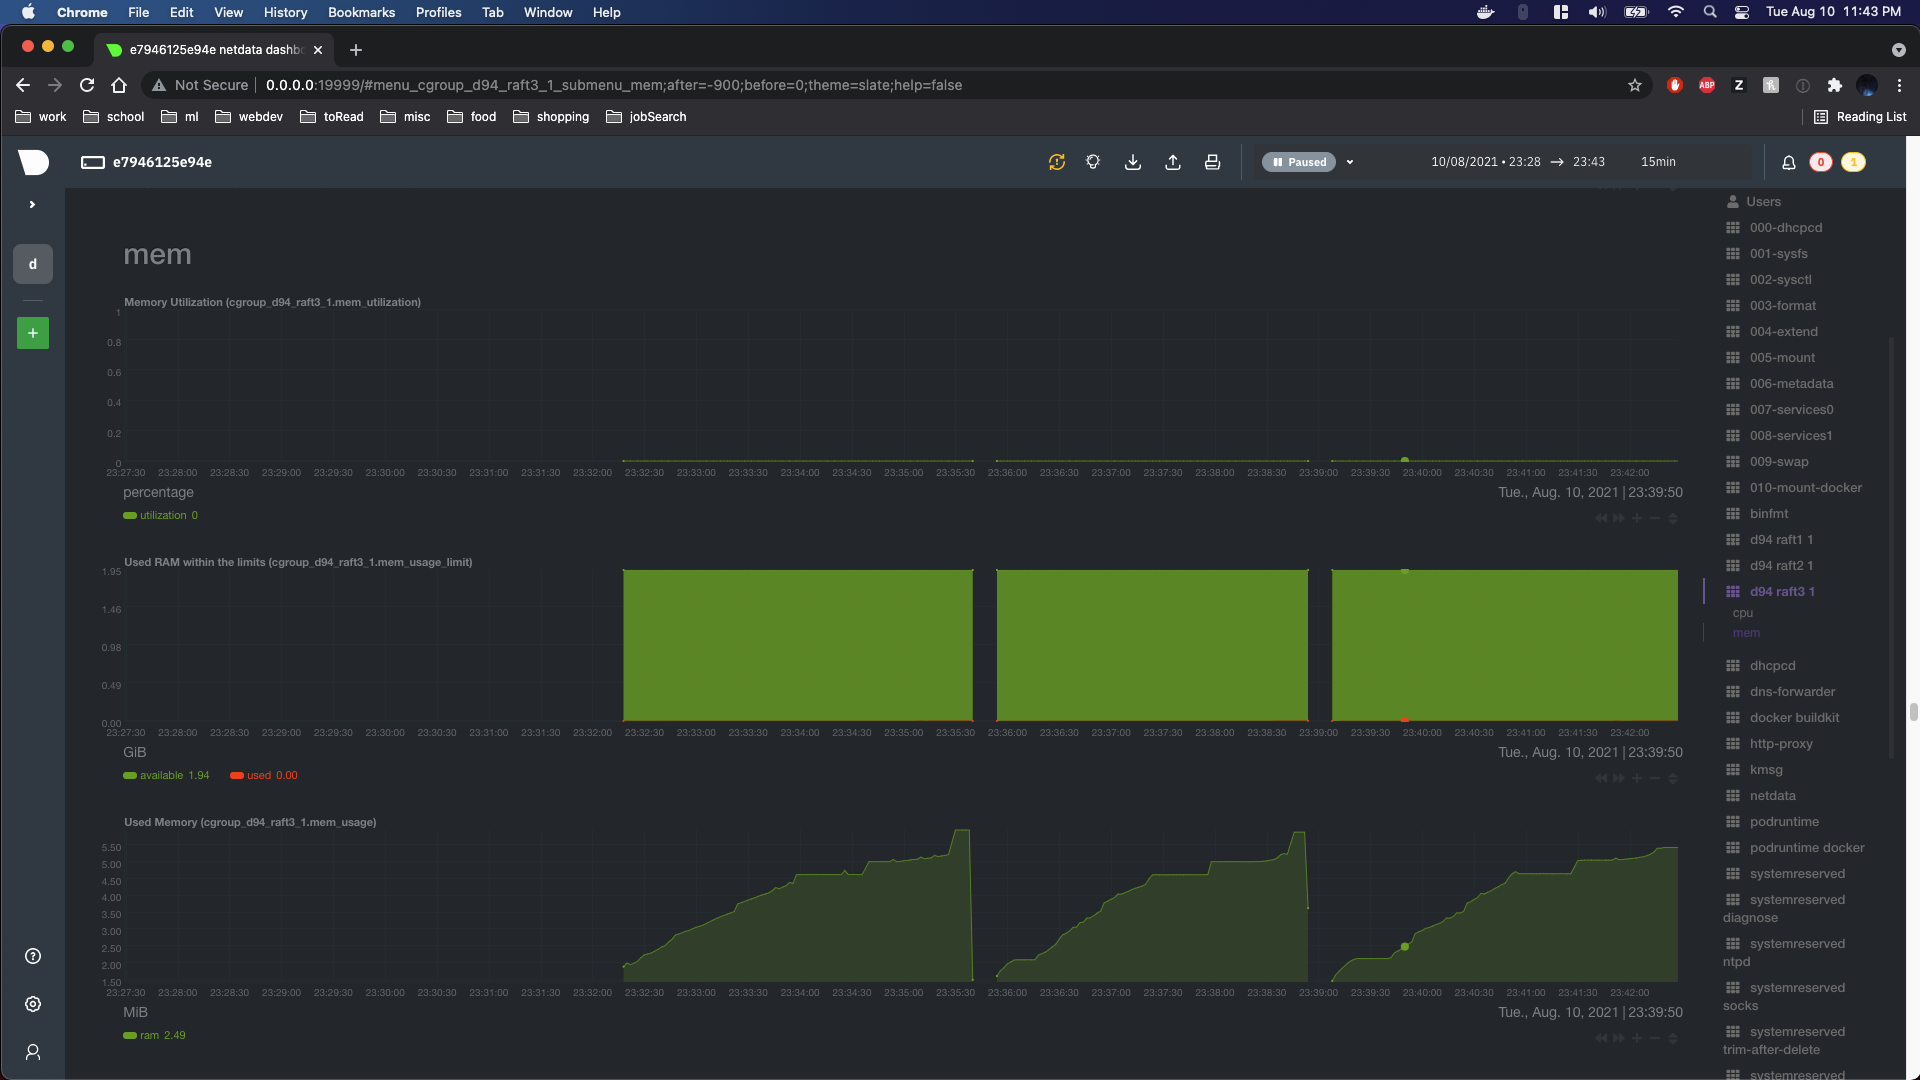 Chrome File Edit View History Bookmarks Profiles Tab Window Help Tue Aug 10 11:43 PM
e7946125e94e netdata dashb
Not Secure 0.0.0.0:19999/#menu_cgroup_d94_raft3_1_submenu_mem;after=-900;before=0;theme=slate;help=false
ABP Z
work school ml webdev toRead misc food shopping jobSearch Reading List
e7946125e94e Paused 10/08/2021 • 23:28 → 23:43 15min 0 1
d
+
mem
Memory Utilization (cgroup_d94_raft3_1.mem_utilization)
1
0.8
0.6
0.4
0.2
0
23:27:30 23:28:00 23:28:30 23:29:00 23:29:30 23:30:00 23:30:30 23:31:00 23:31:30 23:32:00 23:32:30 23:33:00 23:33:30 23:34:00 23:34:30 23:35:00 23:35:30 23:36:00 23:36:30 23:37:00 23:37:30 23:38:00 23:38:30 23:39:00 23:39:30 23:40:00 23:40:30 23:41:00 23:41:30 23:42:00
percentage Tue., Aug. 10, 2021 | 23:39:50
utilization 0
Used RAM within the limits (cgroup_d94_raft3_1.mem_usage_limit)
1.95
1.46
0.98
0.49
0.00
23:27:30 23:28:00 23:28:30 23:29:00 23:29:30 23:30:00 23:30:30 23:31:00 23:31:30 23:32:00 23:32:30 23:33:00 23:33:30 23:34:00 23:34:30 23:35:00 23:35:30 23:36:00 23:36:30 23:37:00 23:37:30 23:38:00 23:38:30 23:39:00 23:39:30 23:40:00 23:40:30 23:41:00 23:41:30 23:42:00
GiB Tue., Aug. 10, 2021 | 23:39:50
available 1.94 used 0.00
Used Memory (cgroup_d94_raft3_1.mem_usage)
5.50
5.00
4.50
4.00
3.50
3.00
2.50
2.00
1.50
23:27:30 23:28:00 23:28:30 23:29:00 23:29:30 23:30:00 23:30:30 23:31:00 23:31:30 23:32:00 23:32:30 23:33:00 23:33:30 23:34:00 23:34:30 23:35:00 23:35:30 23:36:00 23:36:30 23:37:00 23:37:30 23:38:00 23:38:30 23:39:00 23:39:30 23:40:00 23:40:30 23:41:00 23:41:30 23:42:00
MiB Tue., Aug. 10, 2021 | 23:39:50
ram 2.49
Users
000-dhcpcd
001-sysfs
002-sysctl
003-format
004-extend
005-mount
006-metadata
007-services0
008-services1
009-swap
010-mount-docker
binfmt
d94 raft1 1
d94 raft2 1
d94 raft3 1
cpu
mem
dhcpcd
dns-forwarder
docker buildkit
http-proxy
kmsg
netdata
podruntime
podruntime docker
systemreserved
systemreserved
diagnose
systemreserved
ntpd
systemreserved
socks
systemreserved
trim-after-delete
systemreserved